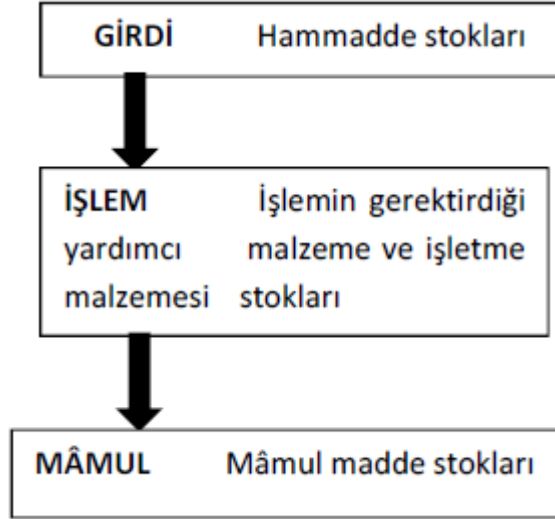 GİRDİ Hammadde stokları
İŞLEM İşlemin gerektirdiği
yardımcı malzeme ve işletme
malzemesi stokları
MÂMUL Mâmul madde stokları